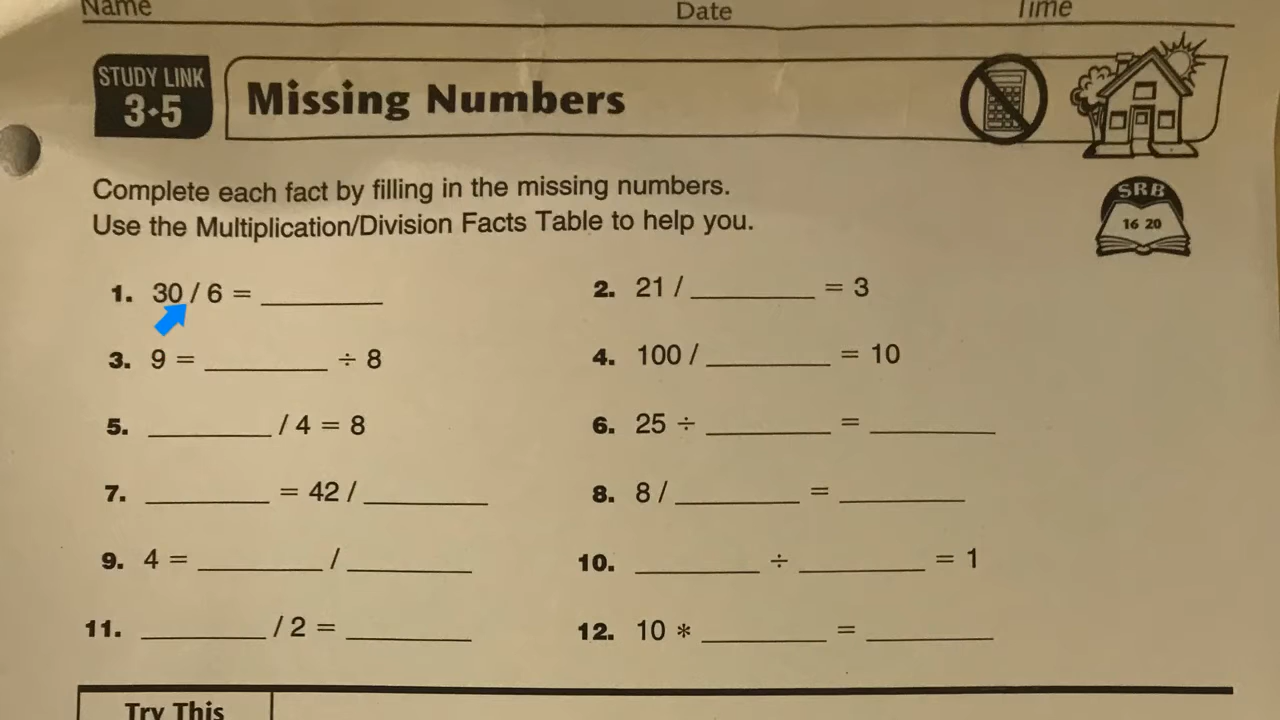 Name Date Time
STUDY LINK
3•5
Missing Numbers
Complete each fact by filling in the missing numbers.
Use the Multiplication/Division Facts Table to help you.
SRB
16 20
1. 30 / 6 = ________
2. 21 / ________ = 3
3. 9 = ________ ÷ 8
4. 100 / ________ = 10
5. ________ / 4 = 8
6. 25 ÷ ________ = ________
7. ________ = 42 / ________
8. 8 / ________ = ________
9. 4 = ________ / ________
10. ________ ÷ ________ = 1
11. ________ / 2 = ________
12. 10 * ________ = ________
Try This